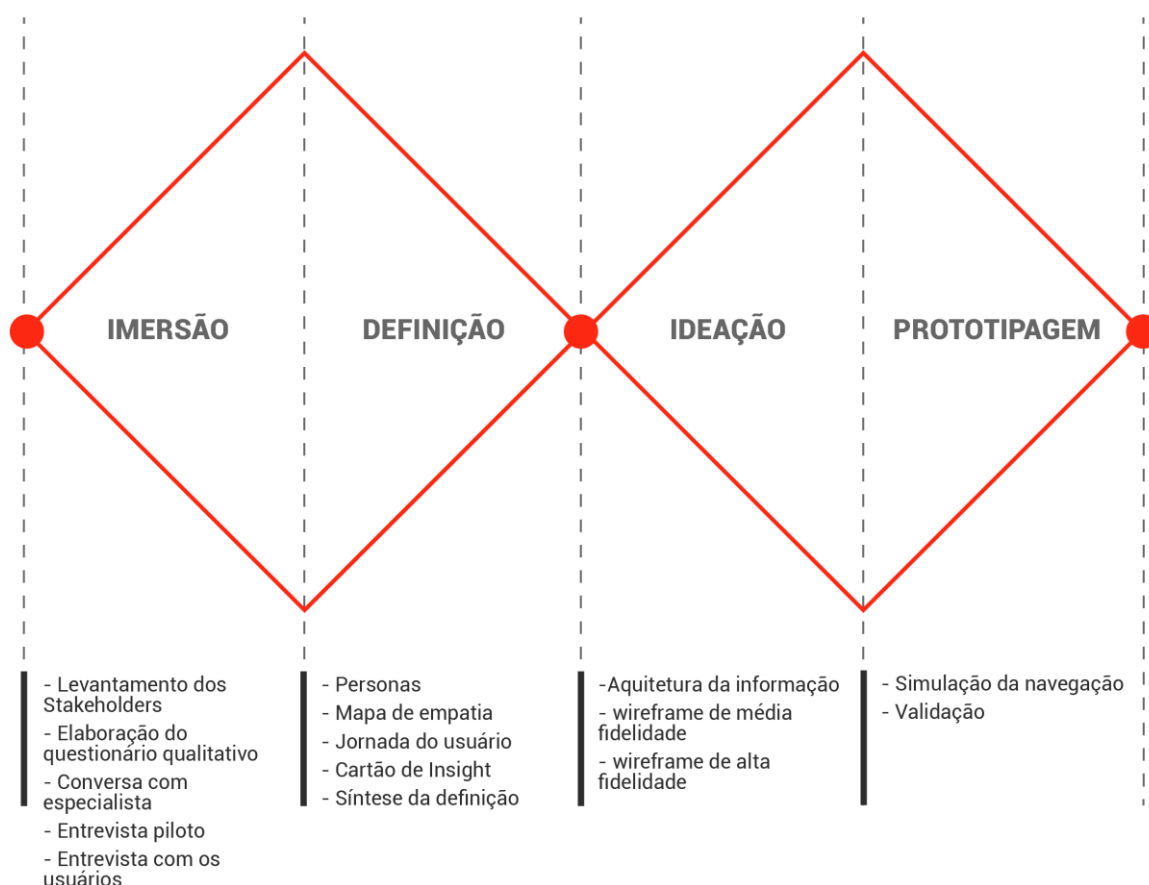 IMERSÃO
DEFINIÇÃO
IDEAÇÃO
PROTOTIPAGEM
- Levantamento dos
Stakeholders
- Elaboração do
questionário qualitativo
- Conversa com
especialista
- Entrevista piloto
- Entrevista com os
usuários
- Personas
- Mapa de empatia
- Jornada do usuário
- Cartão de Insight
- Síntese da definição
-Aquitetura da informação
- wireframe de média
fidelidade
- wireframe de alta
fidelidade
- Simulação da navegação
- Validação